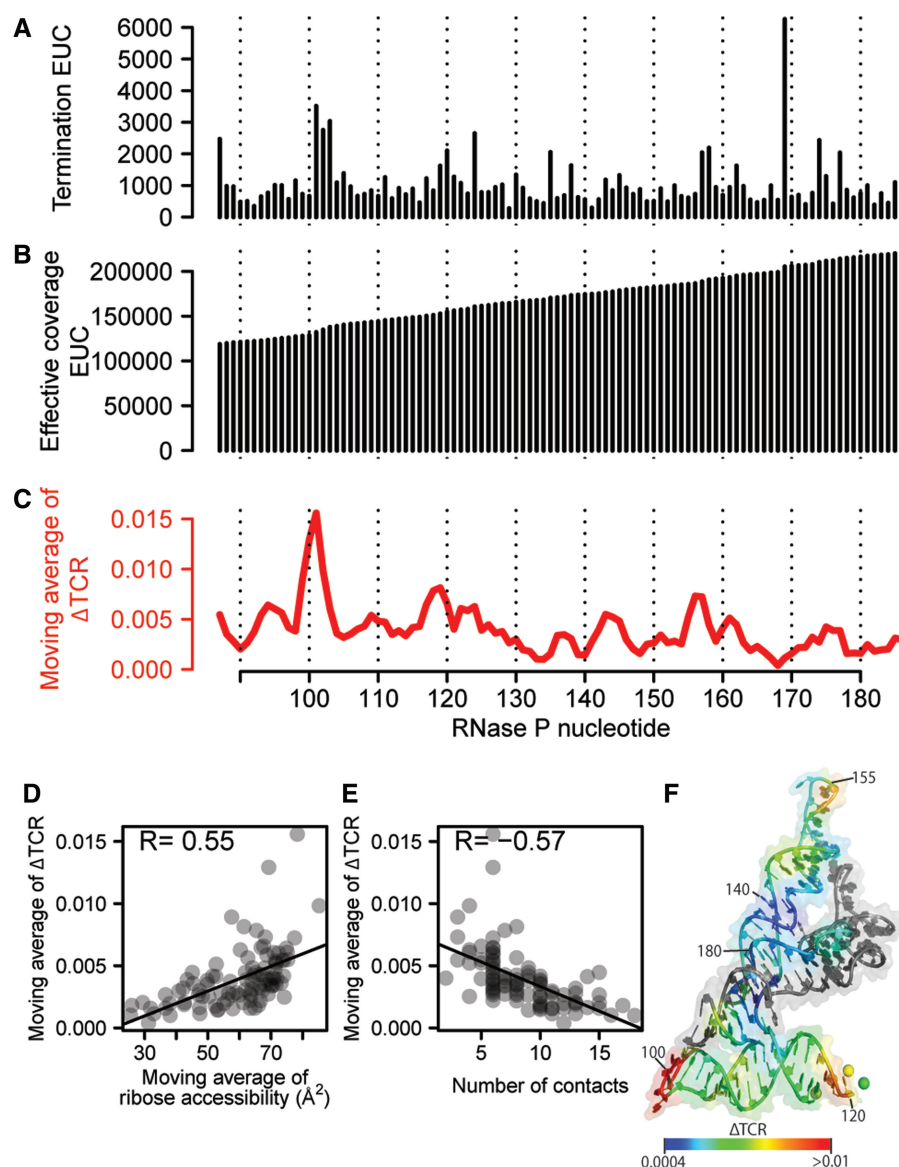 A
Termination EUC
6000
5000
4000
3000
2000
1000
0
B
Effective coverage
EUC
200000
150000
100000
50000
0
C
Moving average of
ΔTCR
0.015
0.010
0.005
0.000
100 110 120 130 140 150 160 170 180
RNase P nucleotide
D
Moving average of ΔTCR
0.015
0.010
0.005
0.000
R= 0.55
30 50 70
Moving average of
ribose accessibility (Å²)
E
Moving average of ΔTCR
0.015
0.010
0.005
0.000
R= −0.57
5 10 15
Number of contacts
F
155
140
180
100
120
ΔTCR
0.0004 >0.01